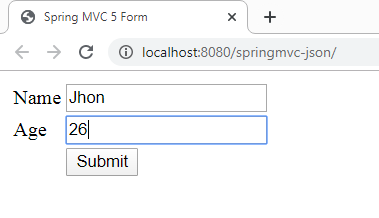 Spring MVC 5 Form
localhost:8080/springmvc-json/
Name Jhon
Age 26
Submit